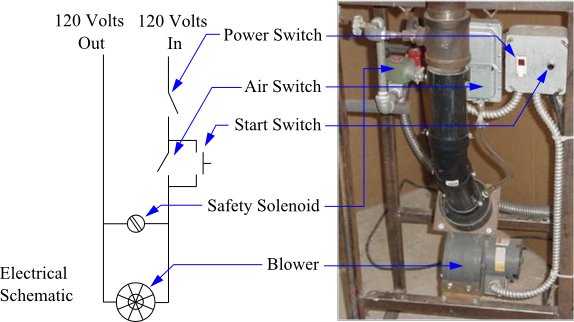 120 Volts
Out
120 Volts
In
Power Switch
Air Switch
Start Switch
Safety Solenoid
Blower
Electrical
Schematic